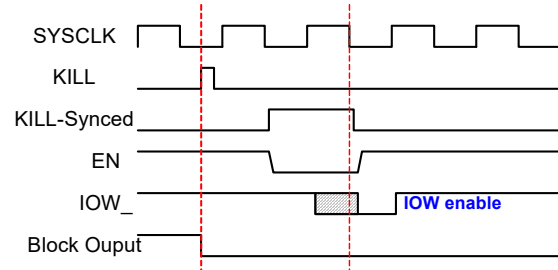 SYSCLK
KILL
KILL-Synced
EN
IOW_
IOW enable
Block Ouput